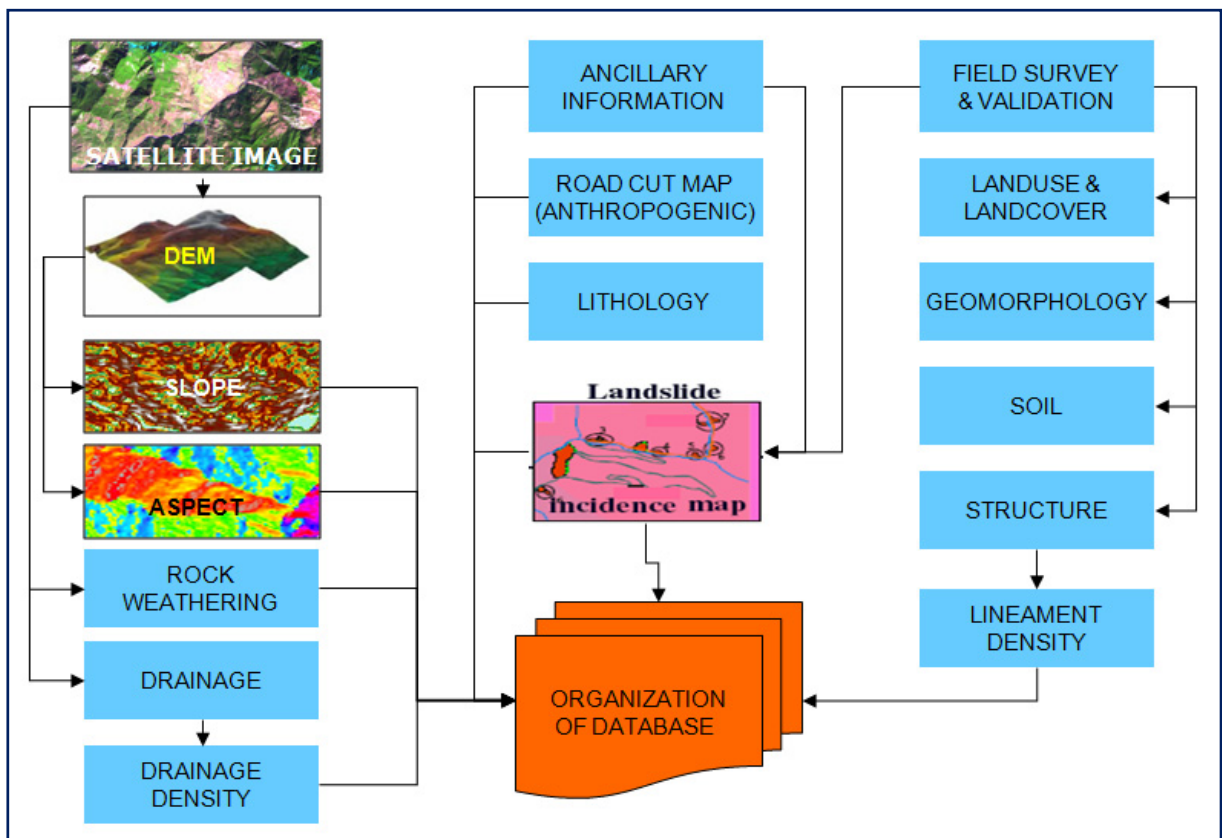 SATELLITE IMAGE
DEM
SLOPE
ASPECT
ROCK
WEATHERING
DRAINAGE
DRAINAGE
DENSITY
ANCILLARY
INFORMATION
ROAD CUT MAP
(ANTHROPOGENIC)
LITHOLOGY
Landslide
incidence map
ORGANIZATION
OF DATABASE
FIELD SURVEY
& VALIDATION
LANDUSE &
LANDCOVER
GEOMORPHOLOGY
SOIL
STRUCTURE
LINEAMENT
DENSITY